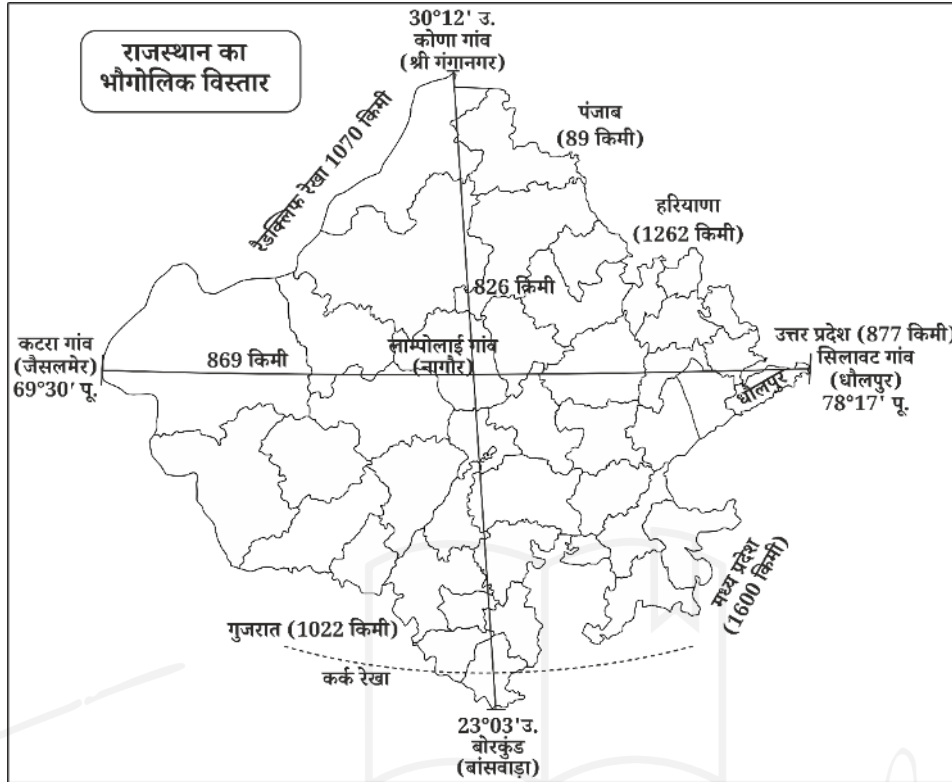 30°12' उ.
कोणा गांव
(श्री गंगानगर)
राजस्थान का
भौगोलिक विस्तार
रैडक्लिफ रेखा 1070 किमी
पंजाब
(89 किमी)
हरियाणा
(1262 किमी)
826 किमी
कटरा गांव
(जैसलमेर)
69°30' पू.
869 किमी
लाम्पोलाई गांव
(नागौर)
उत्तर प्रदेश (877 किमी)
सिलावट गांव
(धौलपुर)
78°17' पू.
धौलपुर
मध्य प्रदेश
(1600 किमी)
गुजरात (1022 किमी)
कर्क रेखा
23°03'उ.
बोरकुंड
(बांसवाड़ा)